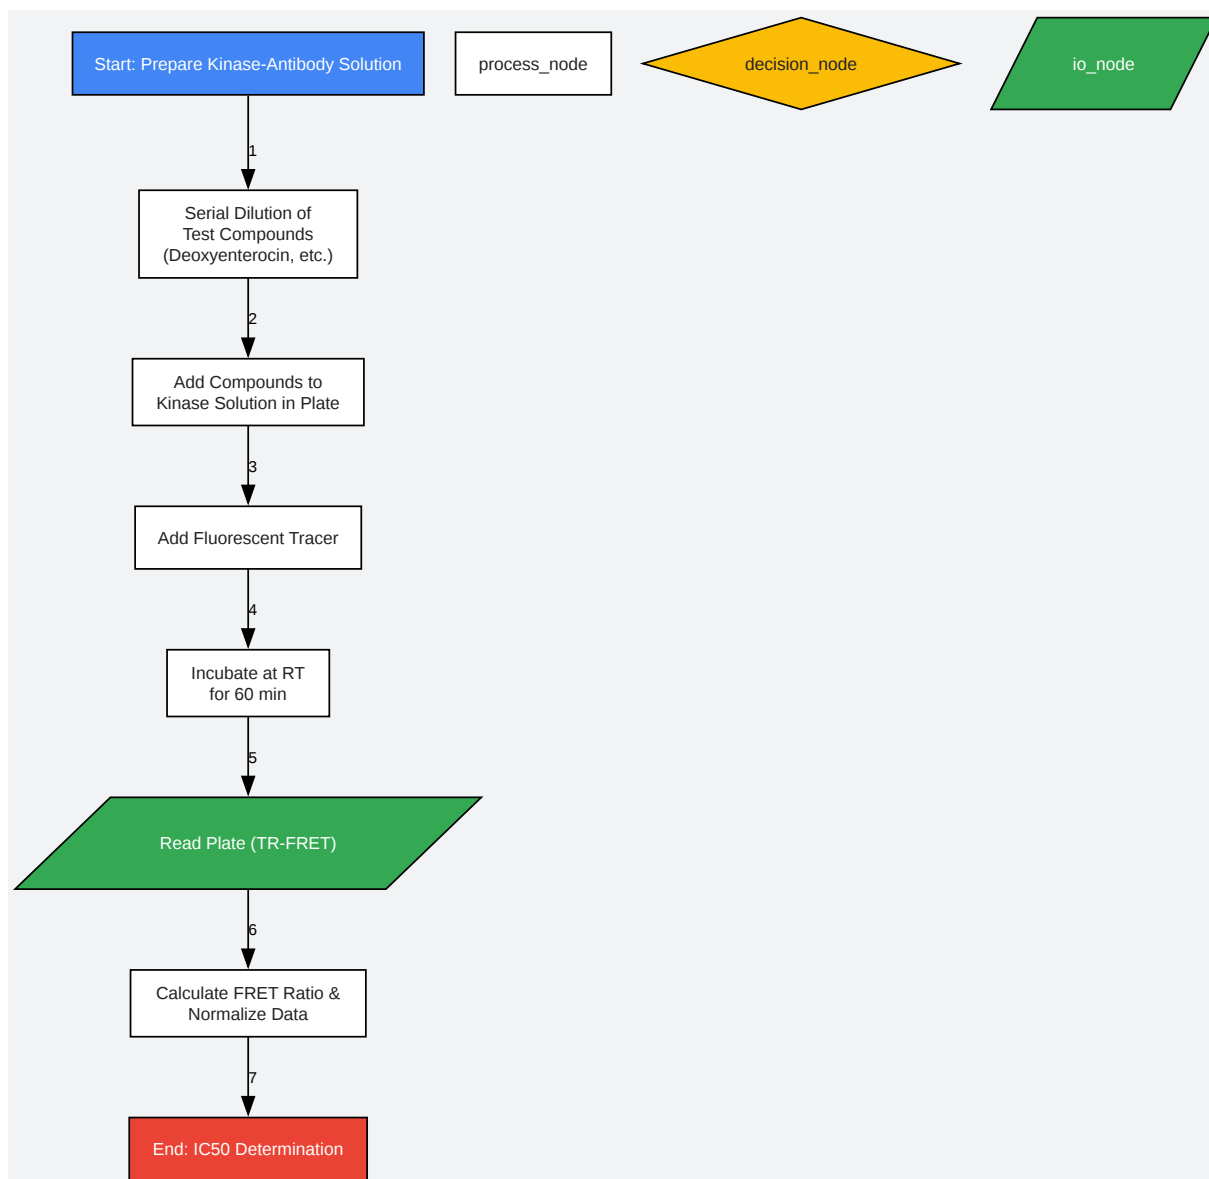 Start: Prepare Kinase-Antibody Solution
process_node
decision_node
io_node
1
Serial Dilution of
Test Compounds
(Deoxyenterocin, etc.)
2
Add Compounds to
Kinase Solution in Plate
3
Add Fluorescent Tracer
4
Incubate at RT
for 60 min
5
Read Plate (TR-FRET)
6
Calculate FRET Ratio &
Normalize Data
7
End: IC50 Determination